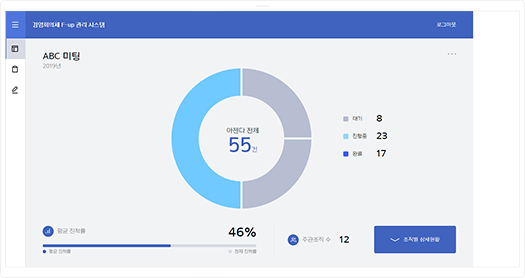 경영회의체 F-up 관리 시스템
로그아웃
ABC 미팅
2019년
아젠다 전체
55건
대기 8
진행중 23
완료 17
평균 진척률 46%
평균 진척률
전체 진척률
주관조직 수 12
조직별 상세현황